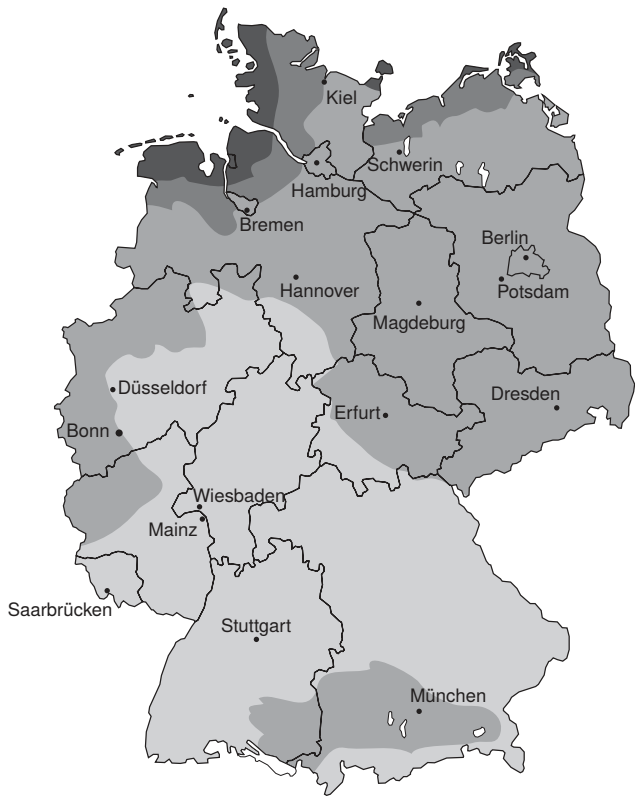 Kiel
Schwerin
Hamburg
Bremen
Berlin
Hannover
Potsdam
Magdeburg
Düsseldorf
Dresden
Erfurt
Bonn
Wiesbaden
Mainz
Saarbrücken
Stuttgart
München